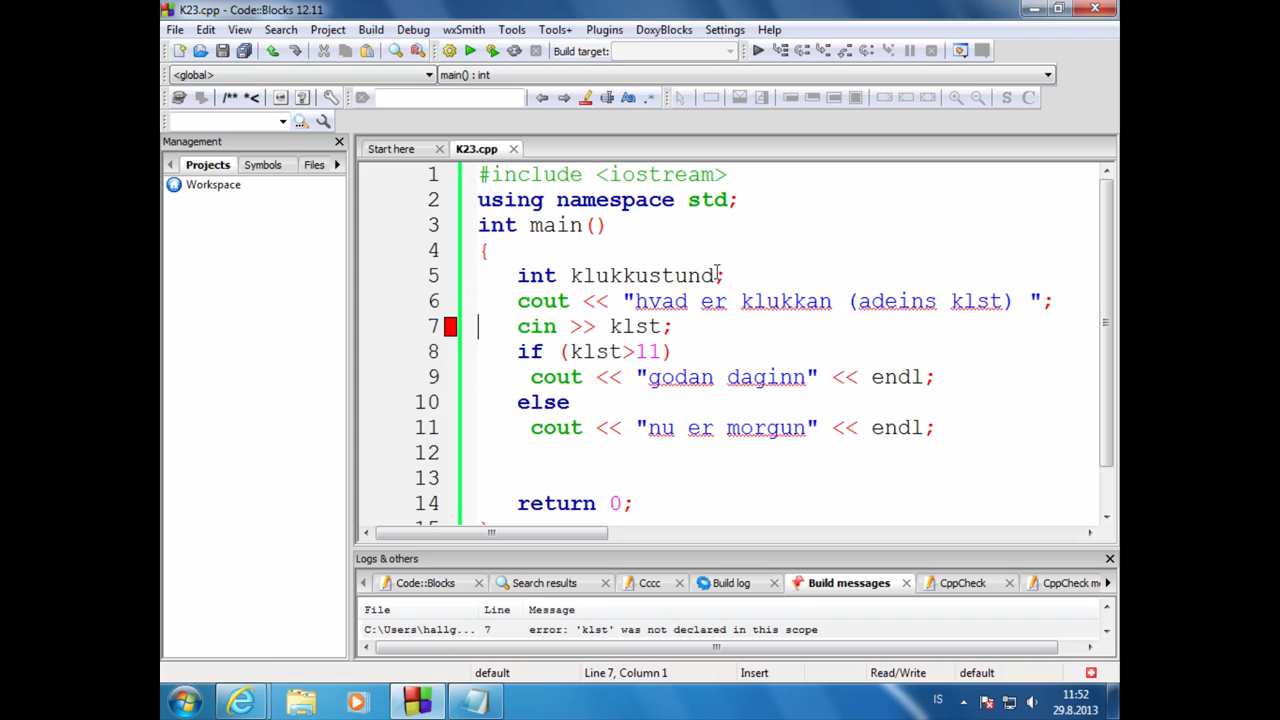 K23.cpp - Code::Blocks 12.11
File Edit View Search Project Build Debug wxSmith Tools Tools+ Plugins DoxyBlocks Settings Help
Build target:
<global> main() : int
/** *< Aa .* S C
Management
Start here K23.cpp
Projects Symbols Files
Workspace
1 #include <iostream>
2 using namespace std;
3 int main()
4 {
5 int klukkustund;
6 cout << "hvad er klukkan (adeins klst) ";
7 cin >> klst;
8 if (klst>11)
9 cout << "godan daginn" << endl;
10 else
11 cout << "nu er morgun" << endl;
12
13
14 return 0;
15 }
Logs & others
Code::Blocks Search results Cccc Build log Build messages CppCheck CppCheck me
File Line Message
C:\Users\hallg... 7 error: 'klst' was not declared in this scope
default Line 7, Column 1 Insert Read/Write default
IS 11:52
29.8.2013